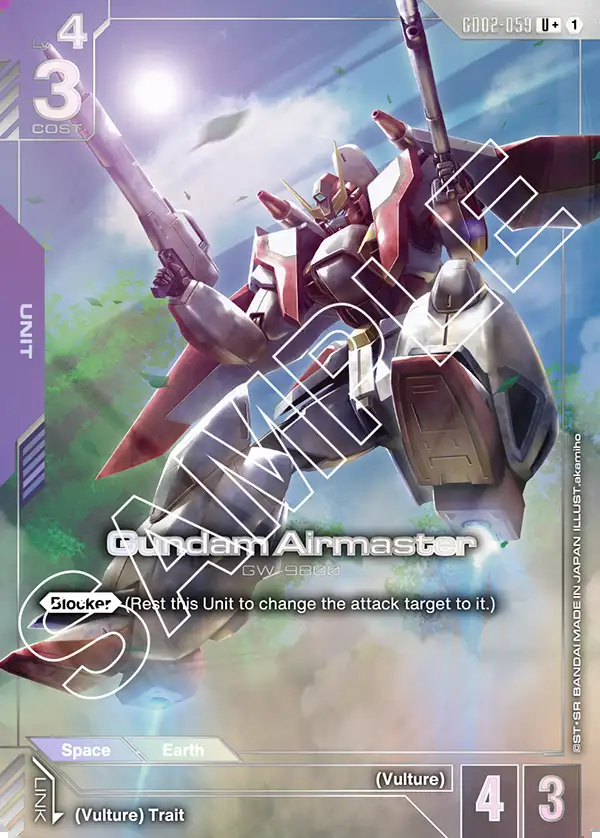 Lv. 4
3
COST
GD02-059 U+ 1
UNIT
SAMPLE
Gundam Airmaster
GW-9800
Blocker (Rest this Unit to change the attack target to it.)
©ST・SR BANDAI MADE IN JAPAN ILLUST.akamiho
Space Earth
(Vulture)
LINK
(Vulture) Trait
4 3